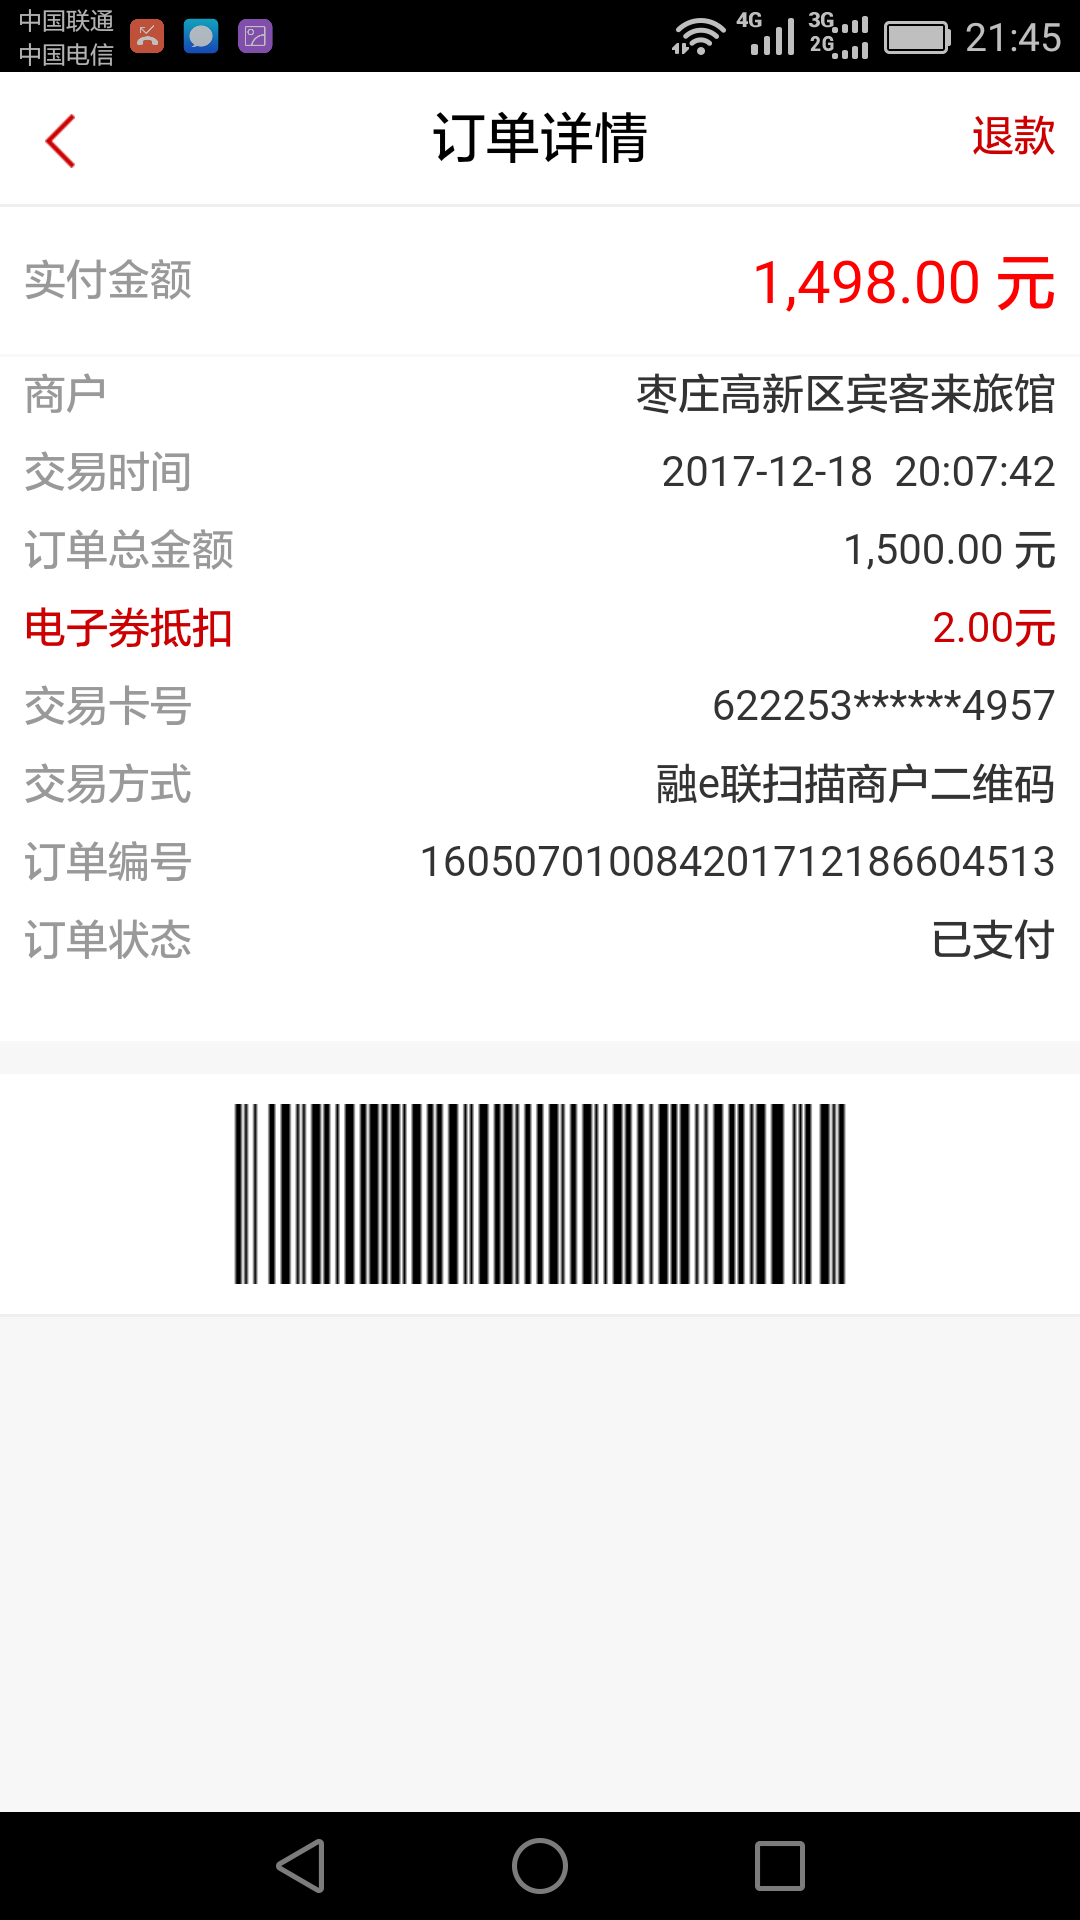 中国联通
中国电信
4G
3G
2G
21:45
订单详情
退款
实付金额
1,498.00 元
商户
枣庄高新区宾客来旅馆
交易时间
2017-12-18 20:07:42
订单总金额
1,500.00 元
电子券抵扣
2.00元
交易卡号
622253******4957
交易方式
融e联扫描商户二维码
订单编号
160507010084201712186604513
订单状态
已支付